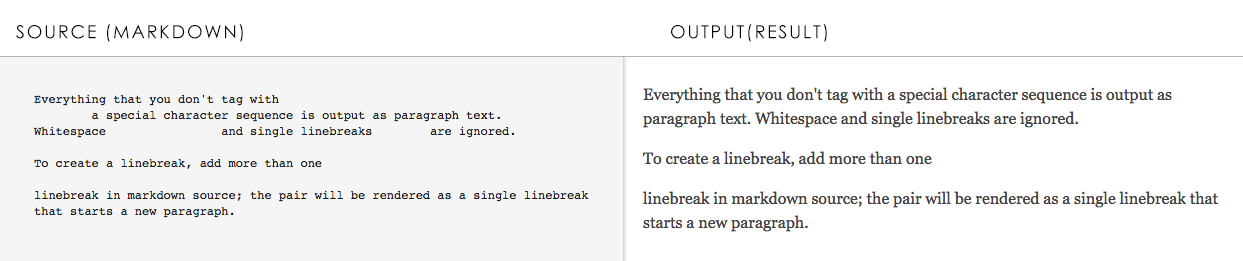 SOURCE (MARKDOWN)
OUTPUT(RESULT)
Everything that you don't tag with
a special character sequence is output as paragraph text.
Whitespace and single linebreaks are ignored.
To create a linebreak, add more than one
linebreak in markdown source; the pair will be rendered as a single linebreak
that starts a new paragraph.
Everything that you don't tag with a special character sequence is output as
paragraph text. Whitespace and single linebreaks are ignored.
To create a linebreak, add more than one
linebreak in markdown source; the pair will be rendered as a single linebreak that
starts a new paragraph.